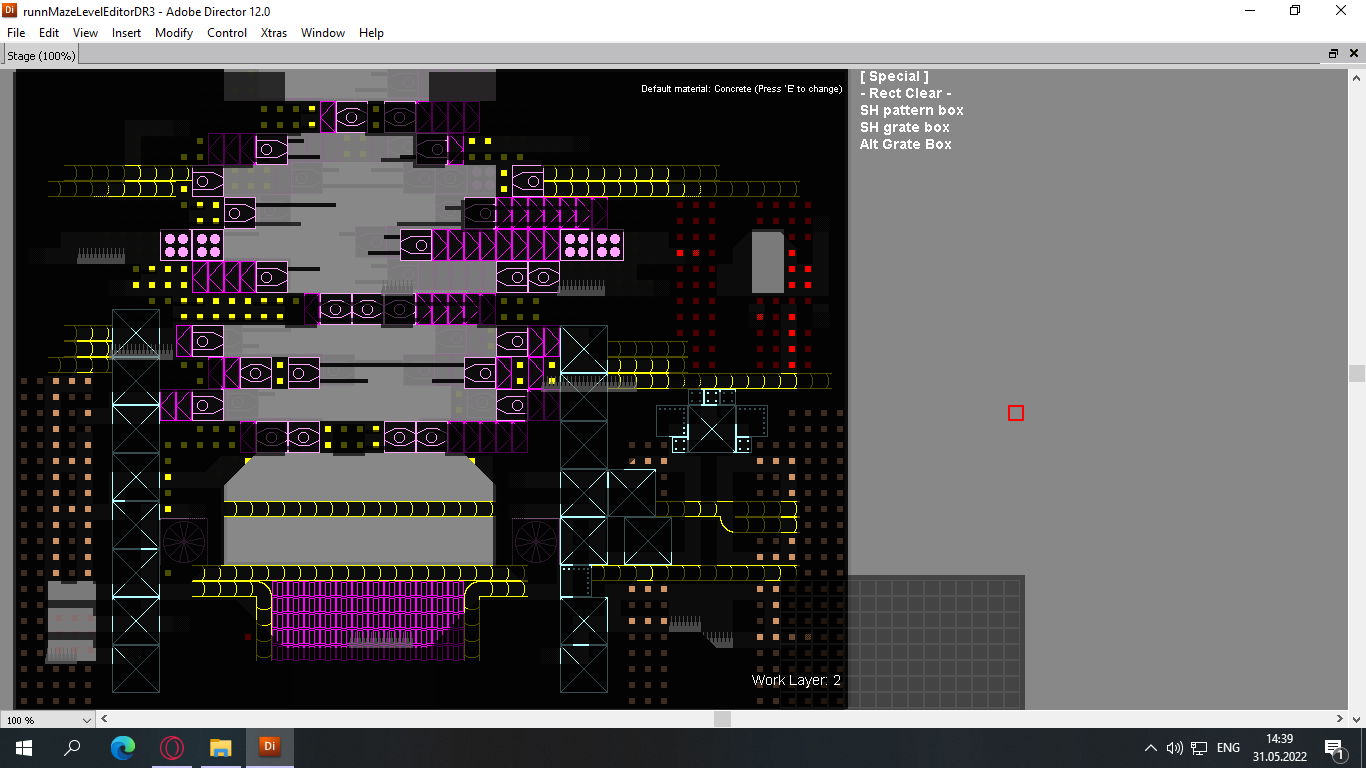 Di runnMazeLevelEditorDR3 - Adobe Director 12.0
File Edit View Insert Modify Control Xtras Window Help
Stage (100%)
[ Special ]
Default material: Concrete (Press 'E' to change)
- Rect Clear -
SH pattern box
SH grate box
Alt Grate Box
Work Layer: 2
100 %
Di
ENG
14:39
31.05.2022
1